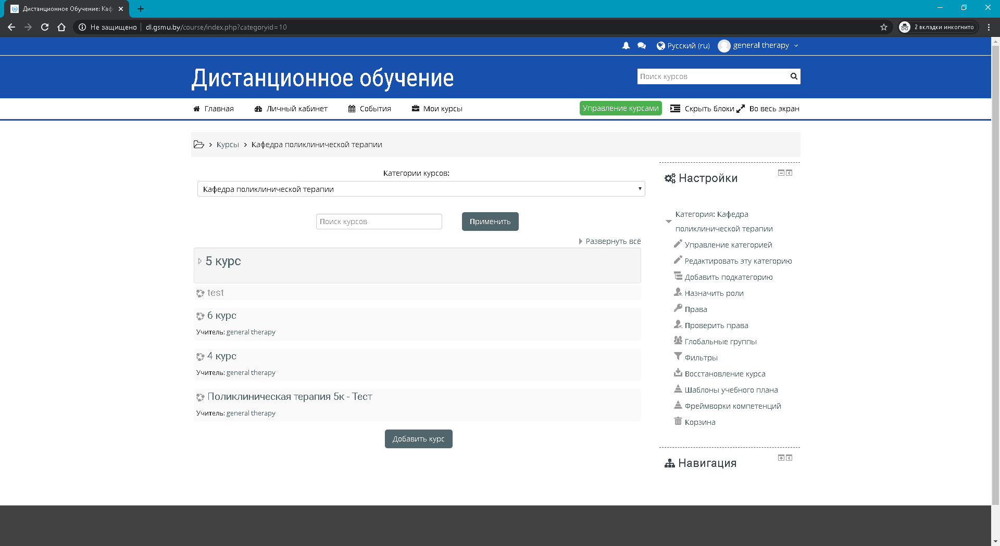 Дистанционное Обучение: Каф
Не защищено dl.gsmu.by/course/index.php?categoryid=10
2 вкладки инкогнито
Русский (ru) general therapy
Дистанционное обучение
Поиск курсов
Главная Личный кабинет События Мои курсы Управление курсами Скрыть блоки Во весь экран
Курсы Кафедра поликлинической терапии
Категории курсов:
Кафедра поликлинической терапии
Поиск курсов Применить
Развернуть всё
5 курс
test
6 курс
Учитель: general therapy
4 курс
Учитель: general therapy
Поликлиническая терапия 5к - Тест
Учитель: general therapy
Добавить курс
Настройки
Категория: Кафедра
поликлинической терапии
Управление категорией
Редактировать эту категорию
Добавить подкатегорию
Назначить роли
Права
Проверить права
Глобальные группы
Фильтры
Восстановление курса
Шаблоны учебного плана
Фреймворки компетенций
Корзина
Навигация